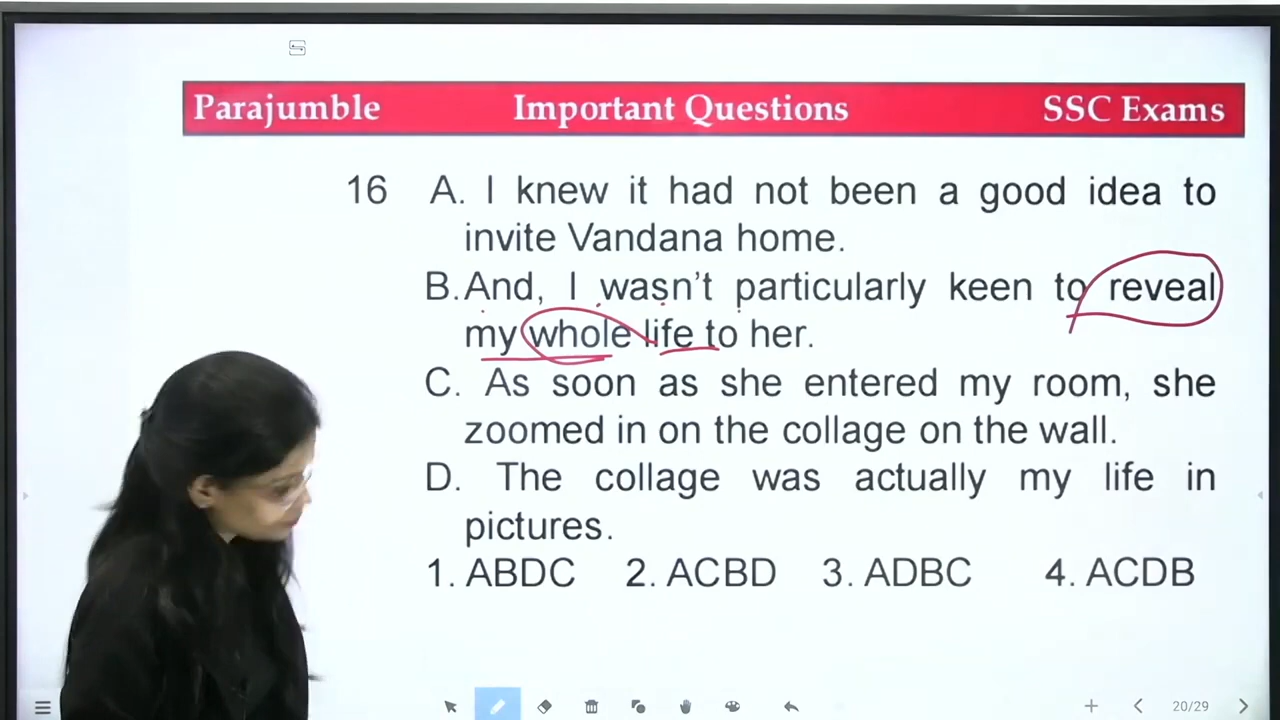 Parajumble Important Questions SSC Exams
16 A. I knew it had not been a good idea to
invite Vandana home.
B.And, I wasn't particularly keen to reveal
my whole life to her.
C. As soon as she entered my room, she
zoomed in on the collage on the wall.
D. The collage was actually my life in
pictures.
1. ABDC 2. ACBD 3. ADBC 4. ACDB
20/29